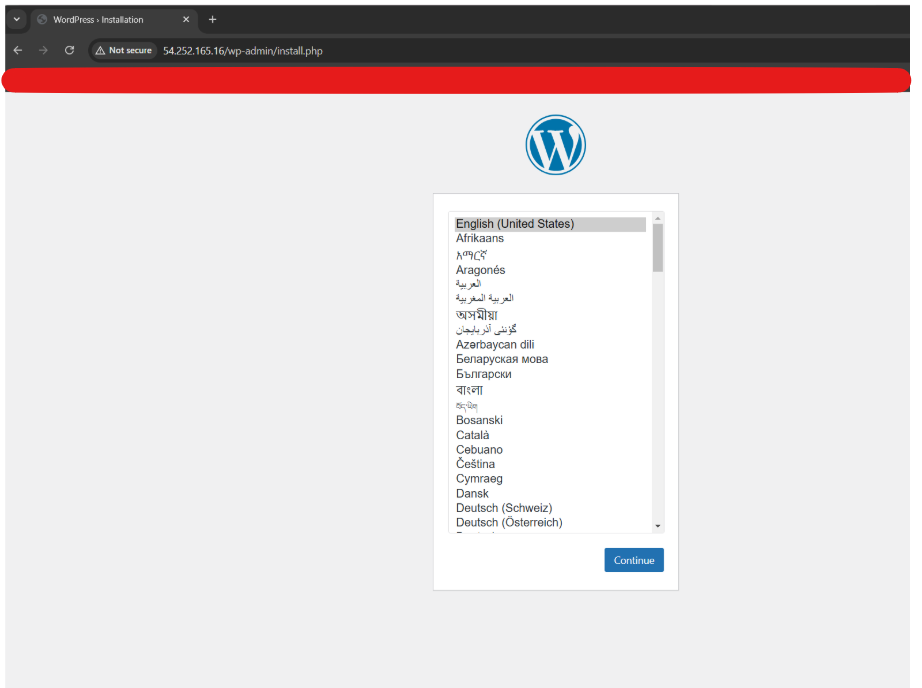 WordPress › Installation
Not secure
54.252.165.16/wp-admin/install.php
English (United States)
Afrikaans
አማርኛ
Aragonés
العربية
العربية المغربية
অসমীয়া
گؤنئی آذربایجان
Azərbaycan dili
Беларуская мова
Български
বাংলা
བོད་ཡིག
Bosanski
Català
Cebuano
Čeština
Cymraeg
Dansk
Deutsch (Schweiz)
Deutsch (Österreich)
Continue